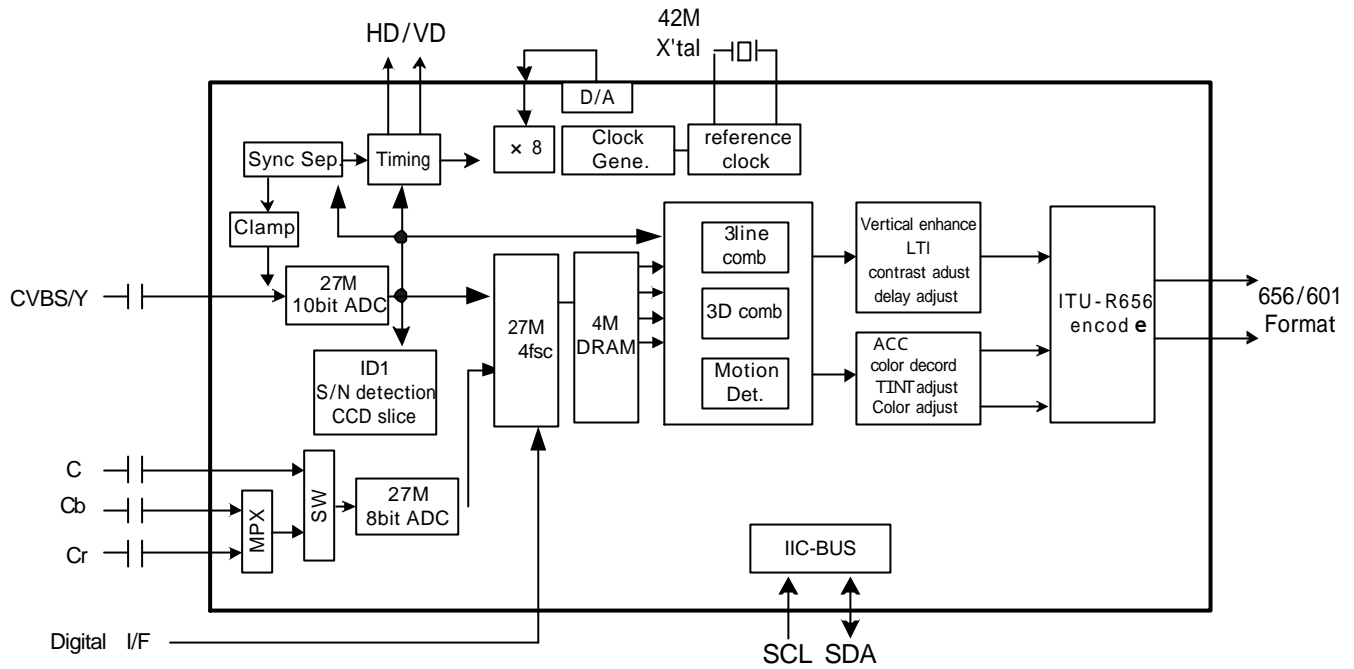 42M
X'tal
HD/VD
D/A
× 8
Clock
Gene.
reference
clock
Sync Sep.
Timing
Clamp
3line
comb
Vertical enhance
LTI
contrast adust
delay adjust
27M
10bit ADC
CVBS/Y
27M
4fsc
4M
DRAM
3D comb
ITU-R656
encode
656/601
Format
ID1
S/N detection
CCD slice
Motion
Det.
ACC
color decord
TINT adjust
Color adjust
C
Cb
Cr
MPX
SW
27M
8bit ADC
IIC-BUS
Digital I/F
SCL SDA